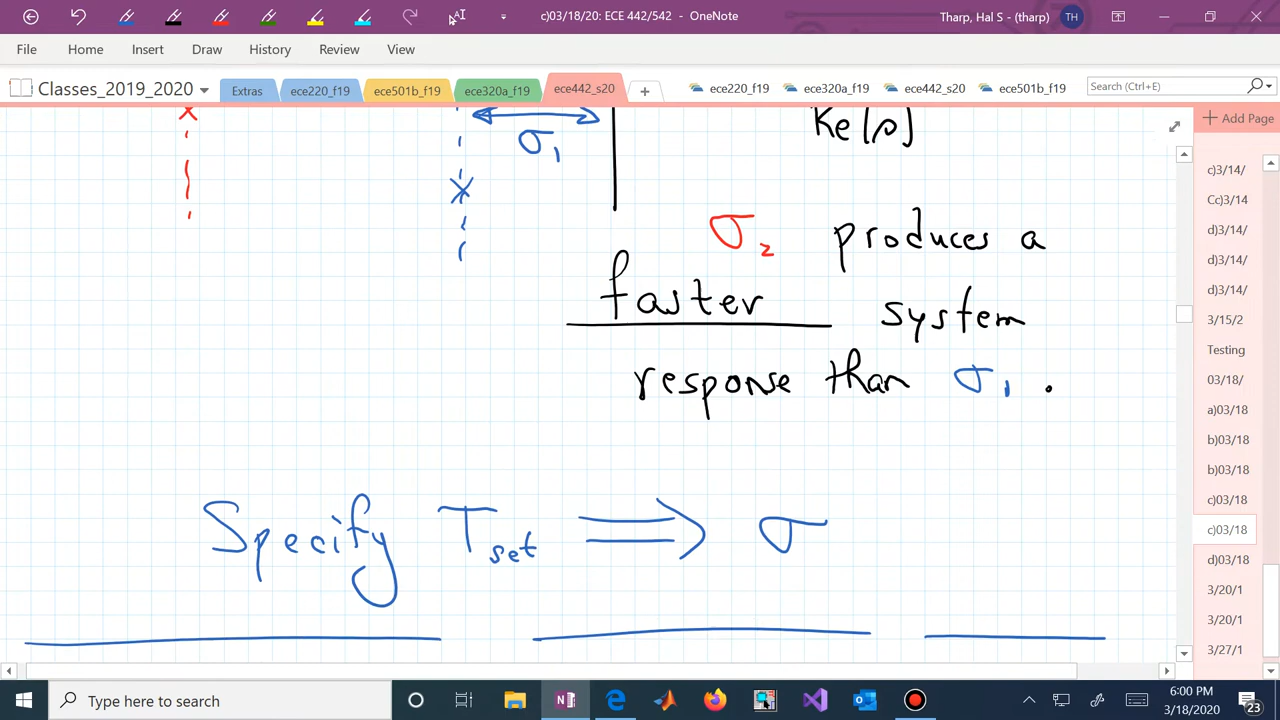 c)03/18/20: ECE 442/542 - OneNote
Tharp, Hal S - (tharp)
TH
File Home Insert Draw History Review View
Classes_2019_2020
Extras ece220_f19 ece501b_f19 ece320a_f19 ece442_s20
ece220_f19 ece320a_f19 ece442_s20 ece501b_f19
Search (Ctrl+E)
Add Page
σ₁
Re[s]
σ₂ produces a
faster system
response than σ₁ .
Specify Tset ⟹ σ
c)3/14/
Cc)3/14
d)3/14/
d)3/14/
d)3/14/
3/15/2
Testing
03/18/
a)03/18
b)03/18
b)03/18
c)03/18
c)03/18
d)03/18
3/20/1
3/20/1
3/27/1
Type here to search
6:00 PM
3/18/2020
23